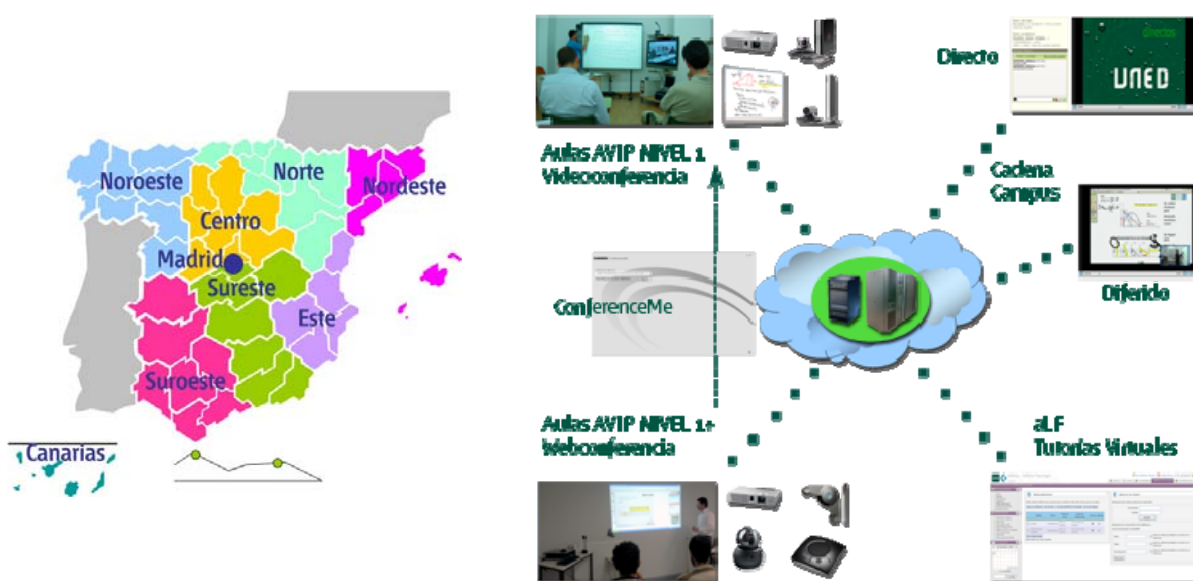 Noroeste
Norte
Nordeste
Centro
Madrid
Sureste
Este
Suroeste
Canarias
Aulas AVIP NIVEL 1
Videoconferencia
ConferenceMe
Aulas AVIP NIVEL 1+
Webconferencia
Directo
directos
UNED
Cadena
Campus
Diferido
aLF
Tutorías Virtuales